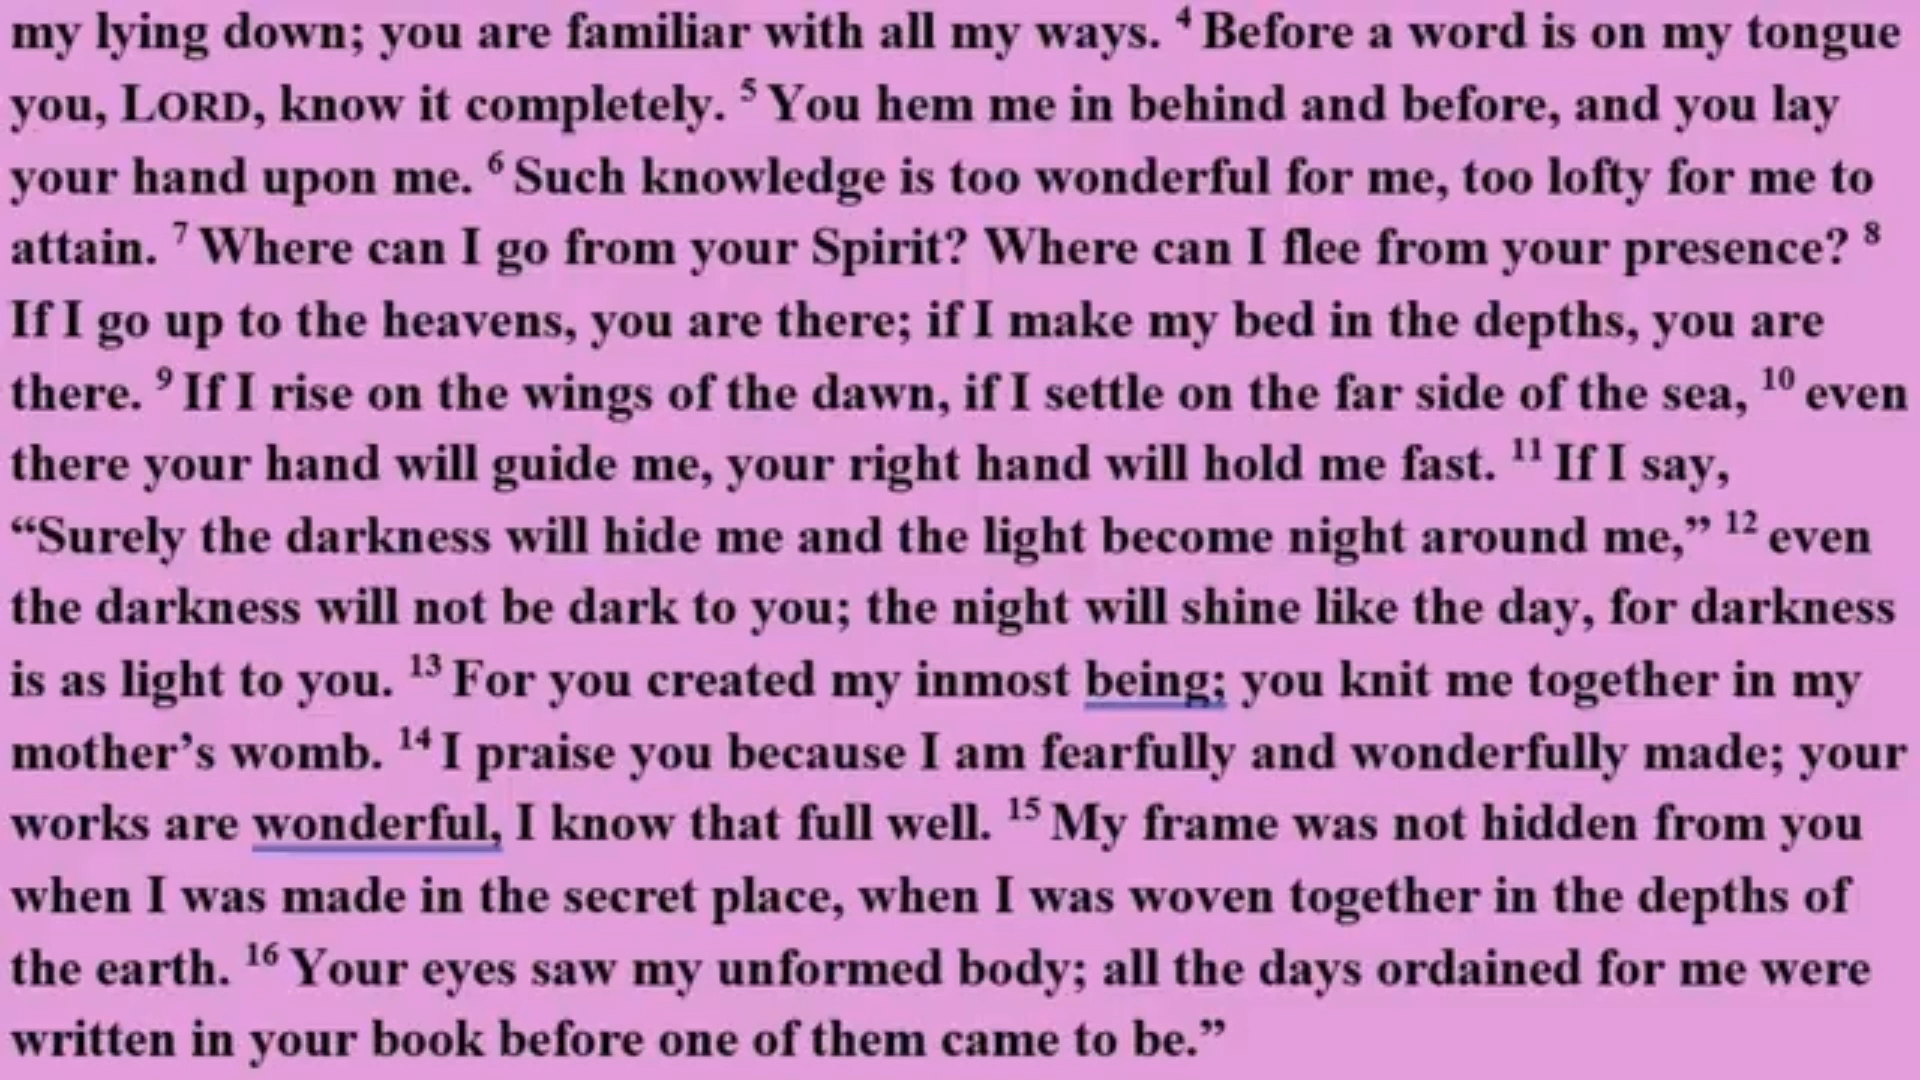 my lying down; you are familiar with all my ways. ⁴ Before a word is on my tongue
you, LORD, know it completely. ⁵ You hem me in behind and before, and you lay
your hand upon me. ⁶ Such knowledge is too wonderful for me, too lofty for me to
attain. ⁷ Where can I go from your Spirit? Where can I flee from your presence? ⁸
If I go up to the heavens, you are there; if I make my bed in the depths, you are
there. ⁹ If I rise on the wings of the dawn, if I settle on the far side of the sea, ¹⁰ even
there your hand will guide me, your right hand will hold me fast. ¹¹ If I say,
“Surely the darkness will hide me and the light become night around me,” ¹² even
the darkness will not be dark to you; the night will shine like the day, for darkness
is as light to you. ¹³ For you created my inmost being; you knit me together in my
mother’s womb. ¹⁴ I praise you because I am fearfully and wonderfully made; your
works are wonderful, I know that full well. ¹⁵ My frame was not hidden from you
when I was made in the secret place, when I was woven together in the depths of
the earth. ¹⁶ Your eyes saw my unformed body; all the days ordained for me were
written in your book before one of them came to be.”